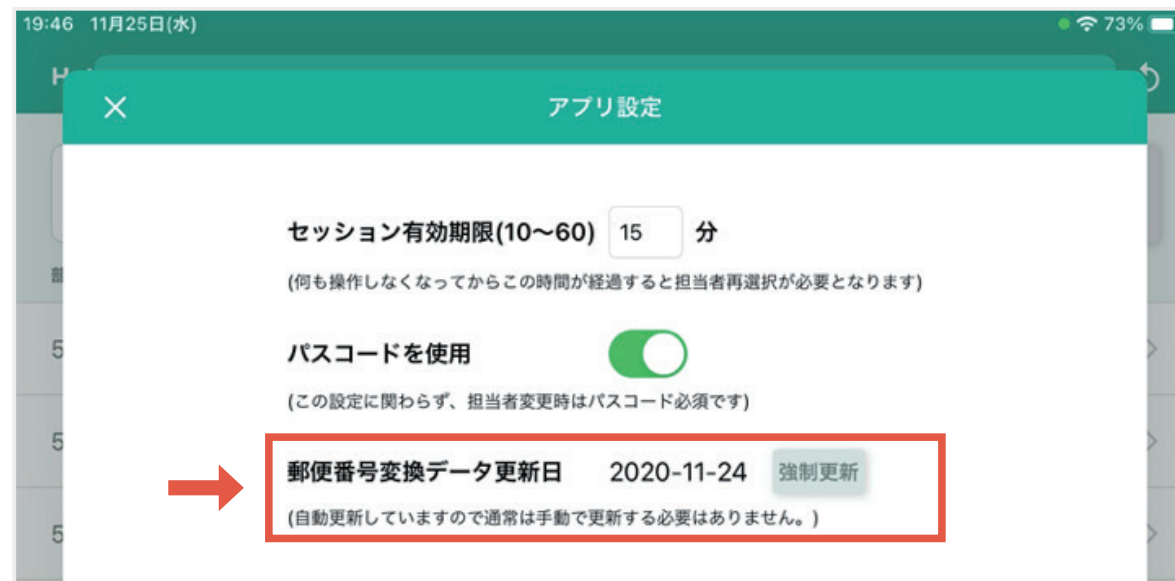 19:46 11月25日(水)
73%
アプリ設定
セッション有効期限(10〜60) 15 分
(何も操作しなくなってからこの時間が経過すると担当者再選択が必要となります)
部
5
パスコードを使用
(この設定に関わらず、担当者変更時はパスコード必須です)
5
郵便番号変換データ更新日 2020-11-24 強制更新
(自動更新していますので通常は手動で更新する必要はありません。)
5